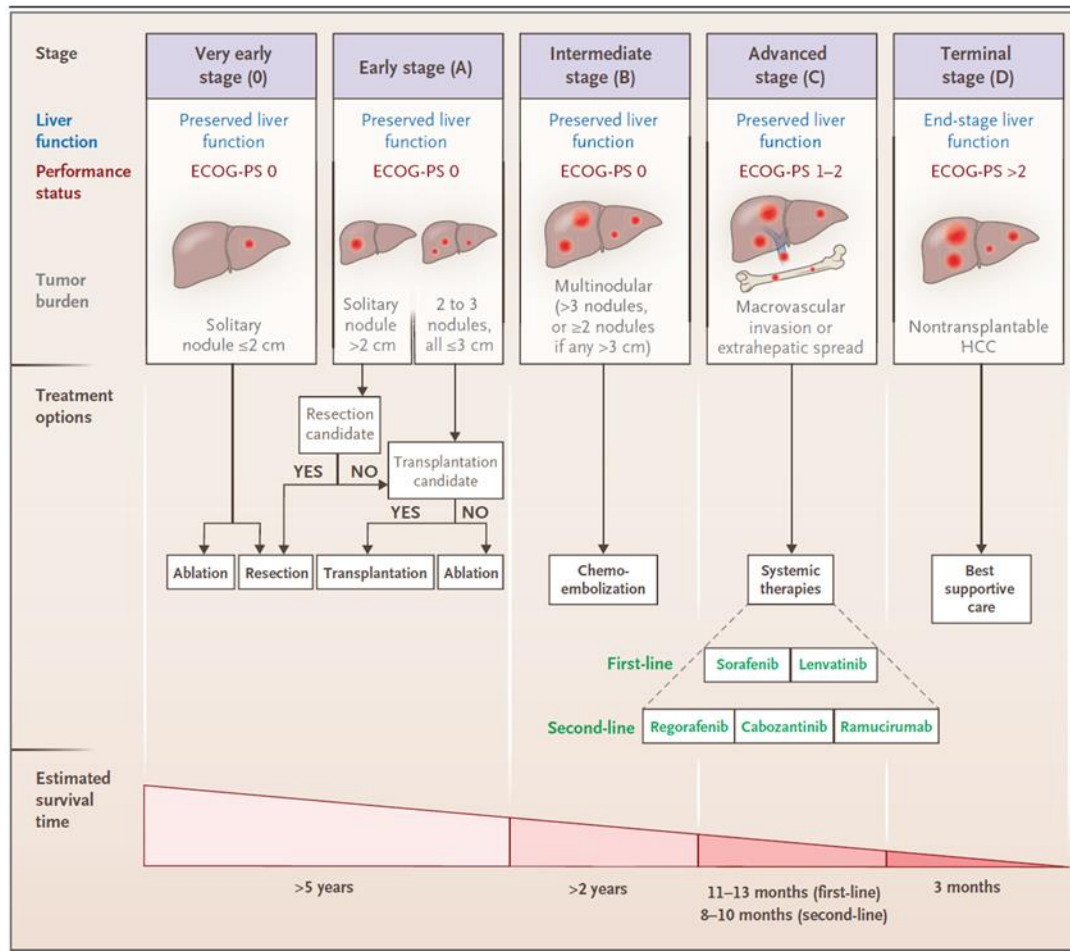 Stage
Very early
stage (0)
Early stage (A)
Intermediate
stage (B)
Advanced
stage (C)
Terminal
stage (D)
Liver
function
Preserved liver
function
Preserved liver
function
Preserved liver
function
Preserved liver
function
End-stage liver
function
Performance
status
ECOG-PS 0
ECOG-PS 0
ECOG-PS 0
ECOG-PS 1–2
ECOG-PS >2
Tumor
burden
Solitary
nodule ≤2 cm
Solitary
nodule
>2 cm
2 to 3
nodules,
all ≤3 cm
Multinodular
(>3 nodules,
or ≥2 nodules
if any >3 cm)
Macrovascular
invasion or
extrahepatic spread
Nontransplantable
HCC
Treatment
options
Resection
candidate
YES
NO
Transplantation
candidate
YES
NO
Ablation
Resection
Transplantation
Ablation
Chemo-
embolization
Systemic
therapies
Best
supportive
care
First-line
Sorafenib
Lenvatinib
Second-line
Regorafenib
Cabozantinib
Ramucirumab
Estimated
survival
time
>5 years
>2 years
11–13 months (first-line)
8–10 months (second-line)
3 months